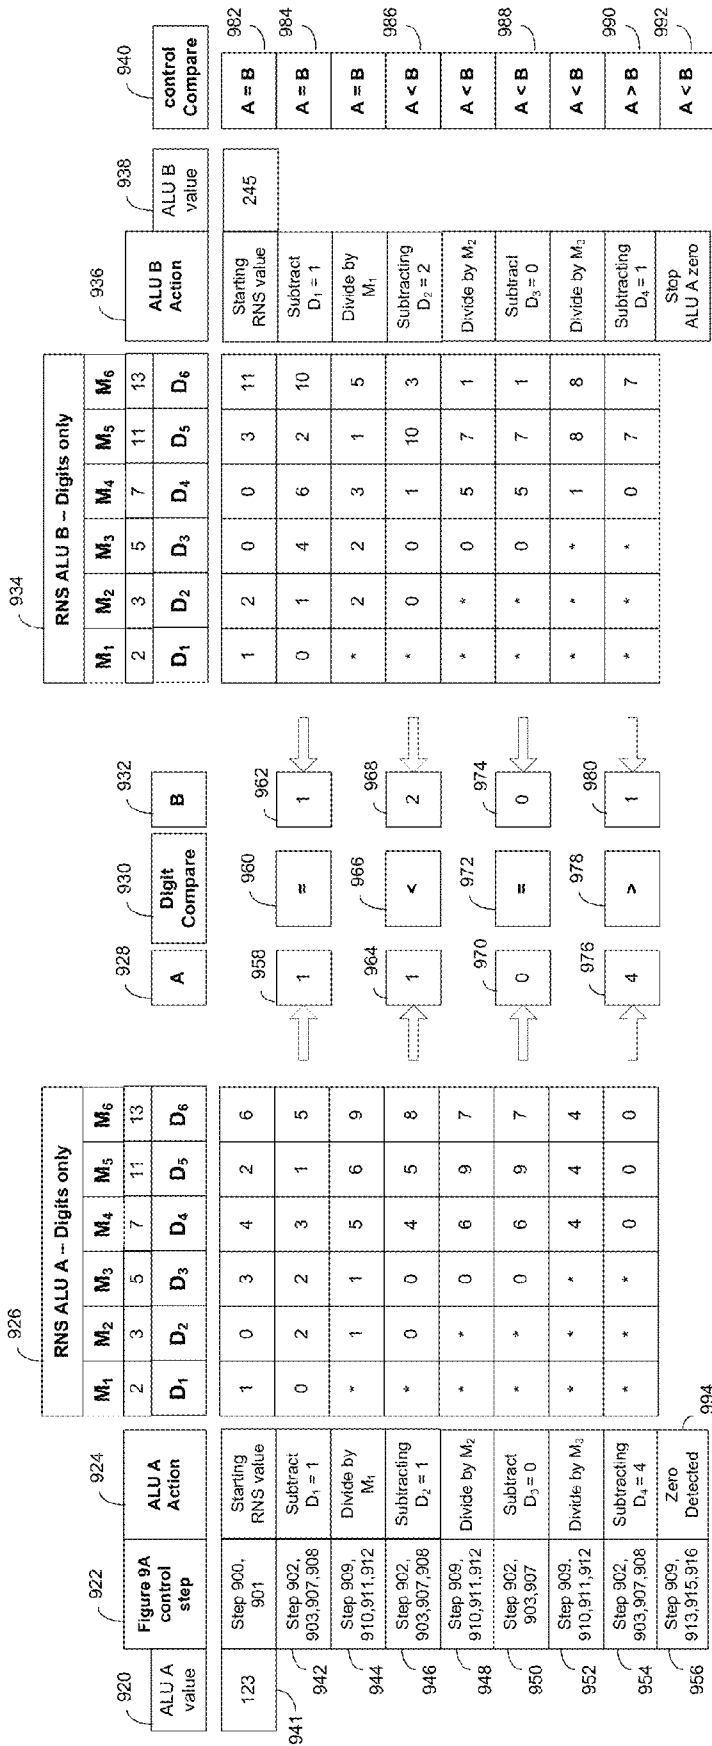 926 934
RNS ALU A – Digits only RNS ALU B – Digits only
920 922 924 928 930 932 936 938 940
M1 M2 M3 M4 M5 M6 M1 M2 M3 M4 M5 M6
2 3 5 7 11 13 2 3 5 7 11 13
ALU A value Figure 9A control step ALU A Action D1 D2 D3 D4 D5 D6 A Digit Compare B D1 D2 D3 D4 D5 D6 ALU B Action ALU B value control Compare
123 Step 900, 901 Starting RNS value 1 0 3 4 2 6 1 2 0 0 3 11 Starting RNS value 245 A = B 982
941
958 960 962
942 Step 902, 903,907,908 Subtract D1 = 1 0 2 2 3 1 5 1 = 1 0 1 4 6 2 10 Subtract D1 = 1 A = B 984
944 Step 909, 910,911,912 Divide by M1 * 1 1 5 6 9 * 2 2 3 1 5 Divide by M1 A = B
964 966 968
946 Step 902, 903,907,908 Subtracting D2 = 1 * 0 0 4 5 8 1 < 2 * 0 0 1 10 3 Subtracting D2 = 2 A < B 986
948 Step 909, 910,911,912 Divide by M2 * * 0 6 9 7 * * 0 5 7 1 Divide by M2 A < B
970 972 974
950 Step 902, 903,907 Subtract D3 = 0 * * 0 6 9 7 0 = 0 * * 0 5 7 1 Subtract D3 = 0 A < B 988
952 Step 909, 910,911,912 Divide by M3 * * * 4 4 4 * * * 1 8 8 Divide by M3 A < B
976 978 980
954 Step 902, 903,907,908 Subtracting D4 = 4 * * * 0 0 0 4 > 1 * * * 0 7 7 Subtracting D4 = 1 A > B 990
956 Step 909, 913,915,916 Zero Detected 994 Stop ALU A zero A < B 992